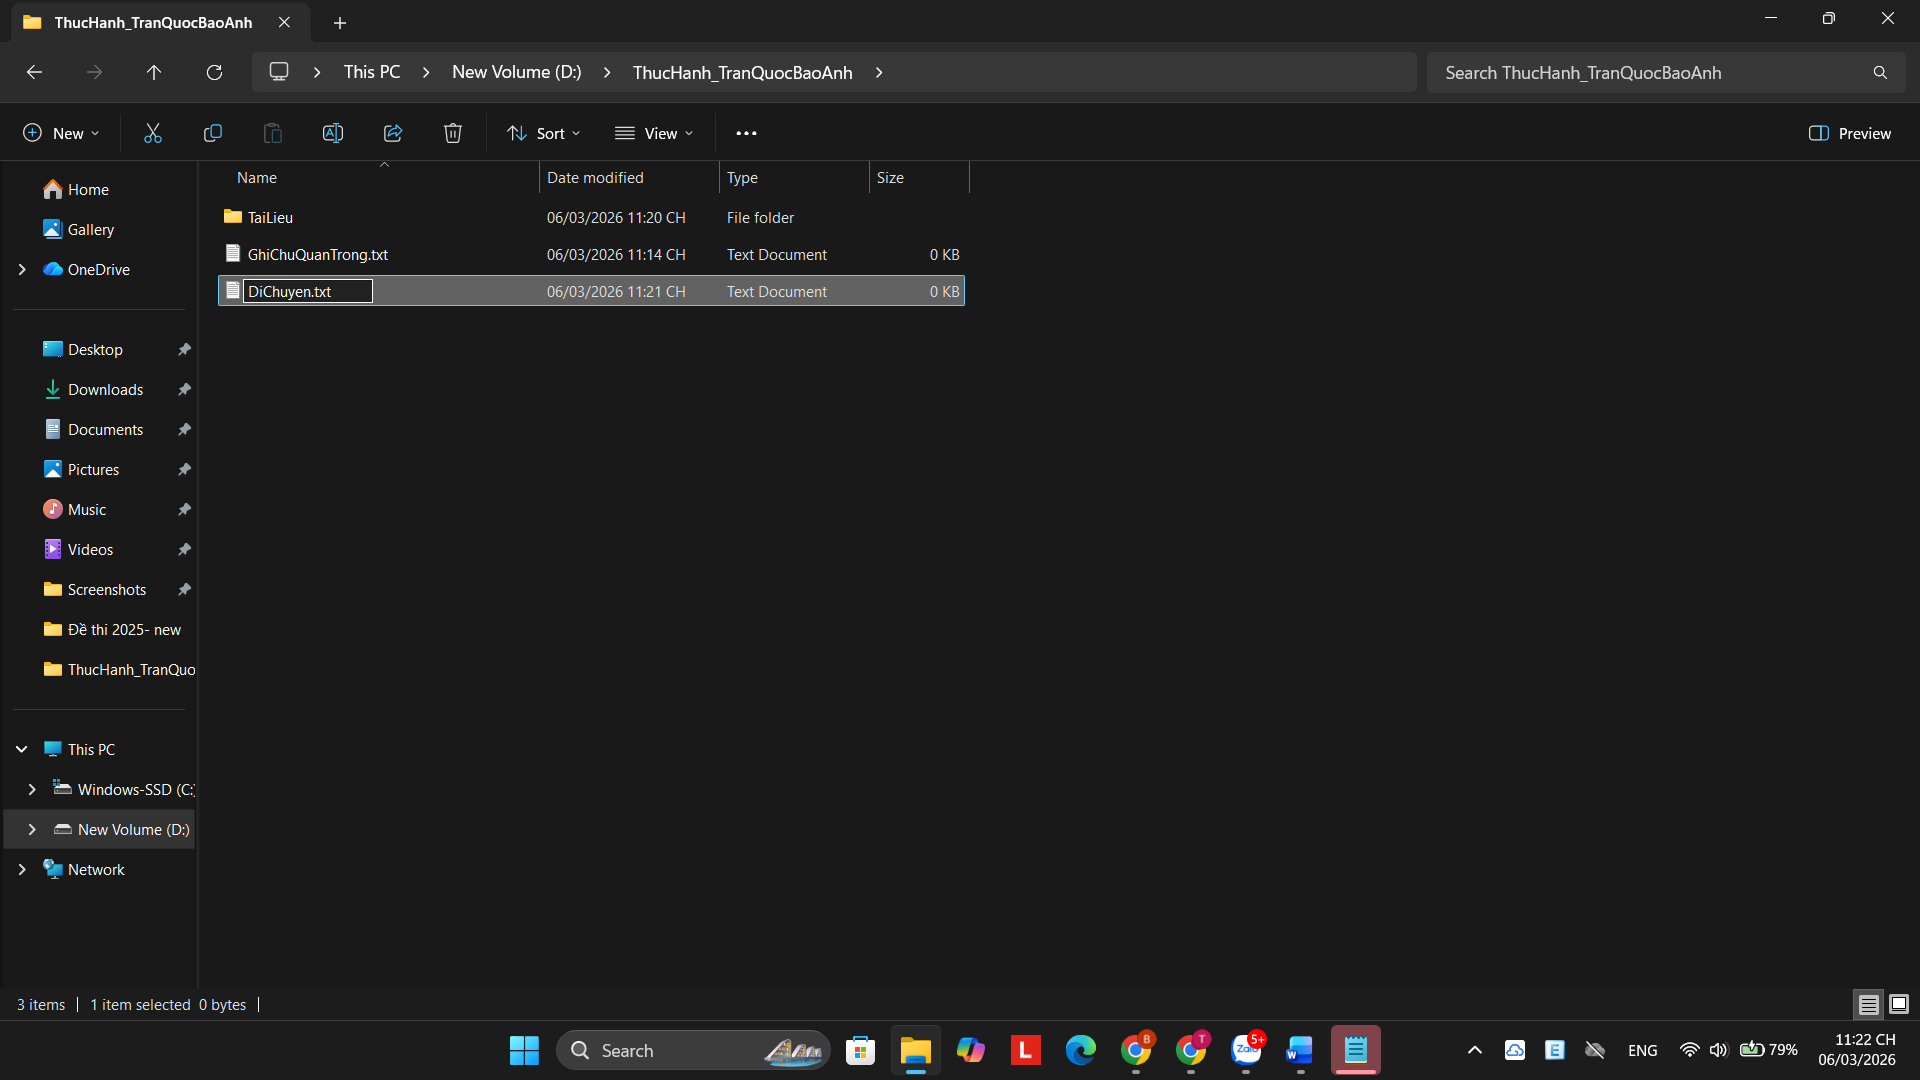 ThucHanh_TranQuocBaoAnh
This PC
New Volume (D:)
ThucHanh_TranQuocBaoAnh
Search ThucHanh_TranQuocBaoAnh
New
Sort
View
Preview
Name
Date modified
Type
Size
TaiLieu
06/03/2026 11:20 CH
File folder
GhiChuQuanTrong.txt
06/03/2026 11:14 CH
Text Document
0 KB
DiChuyen.txt
06/03/2026 11:21 CH
Text Document
0 KB
Home
Gallery
OneDrive
Desktop
Downloads
Documents
Pictures
Music
Videos
Screenshots
Đề thi 2025- new
ThucHanh_TranQuo
This PC
Windows-SSD (C:)
New Volume (D:)
Network
3 items
1 item selected 0 bytes
Search
L
B
T
Zalo
5+
W
E
ENG
79%
11:22 CH
06/03/2026